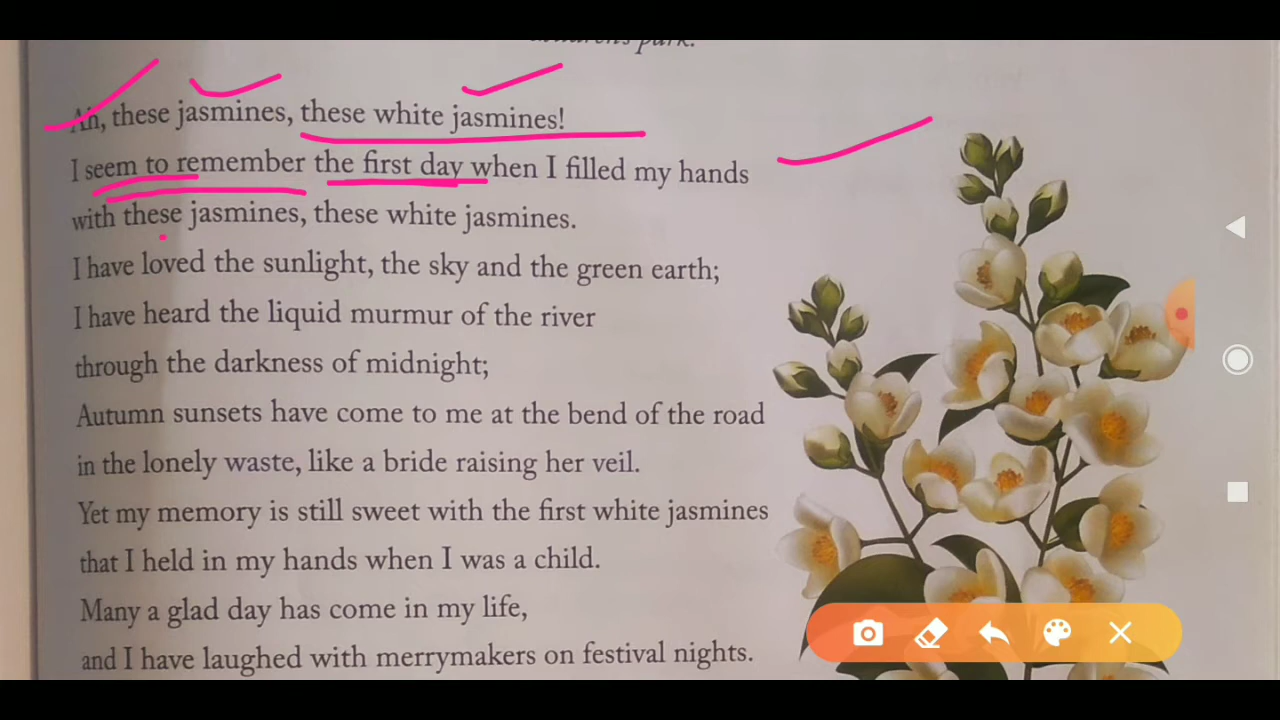 park.
Ah, these jasmines, these white jasmines!
I seem to remember the first day when I filled my hands
with these jasmines, these white jasmines.
I have loved the sunlight, the sky and the green earth;
I have heard the liquid murmur of the river
through the darkness of midnight;
Autumn sunsets have come to me at the bend of the road
in the lonely waste, like a bride raising her veil.
Yet my memory is still sweet with the first white jasmines
that I held in my hands when I was a child.
Many a glad day has come in my life,
and I have laughed with merrymakers on festival nights.